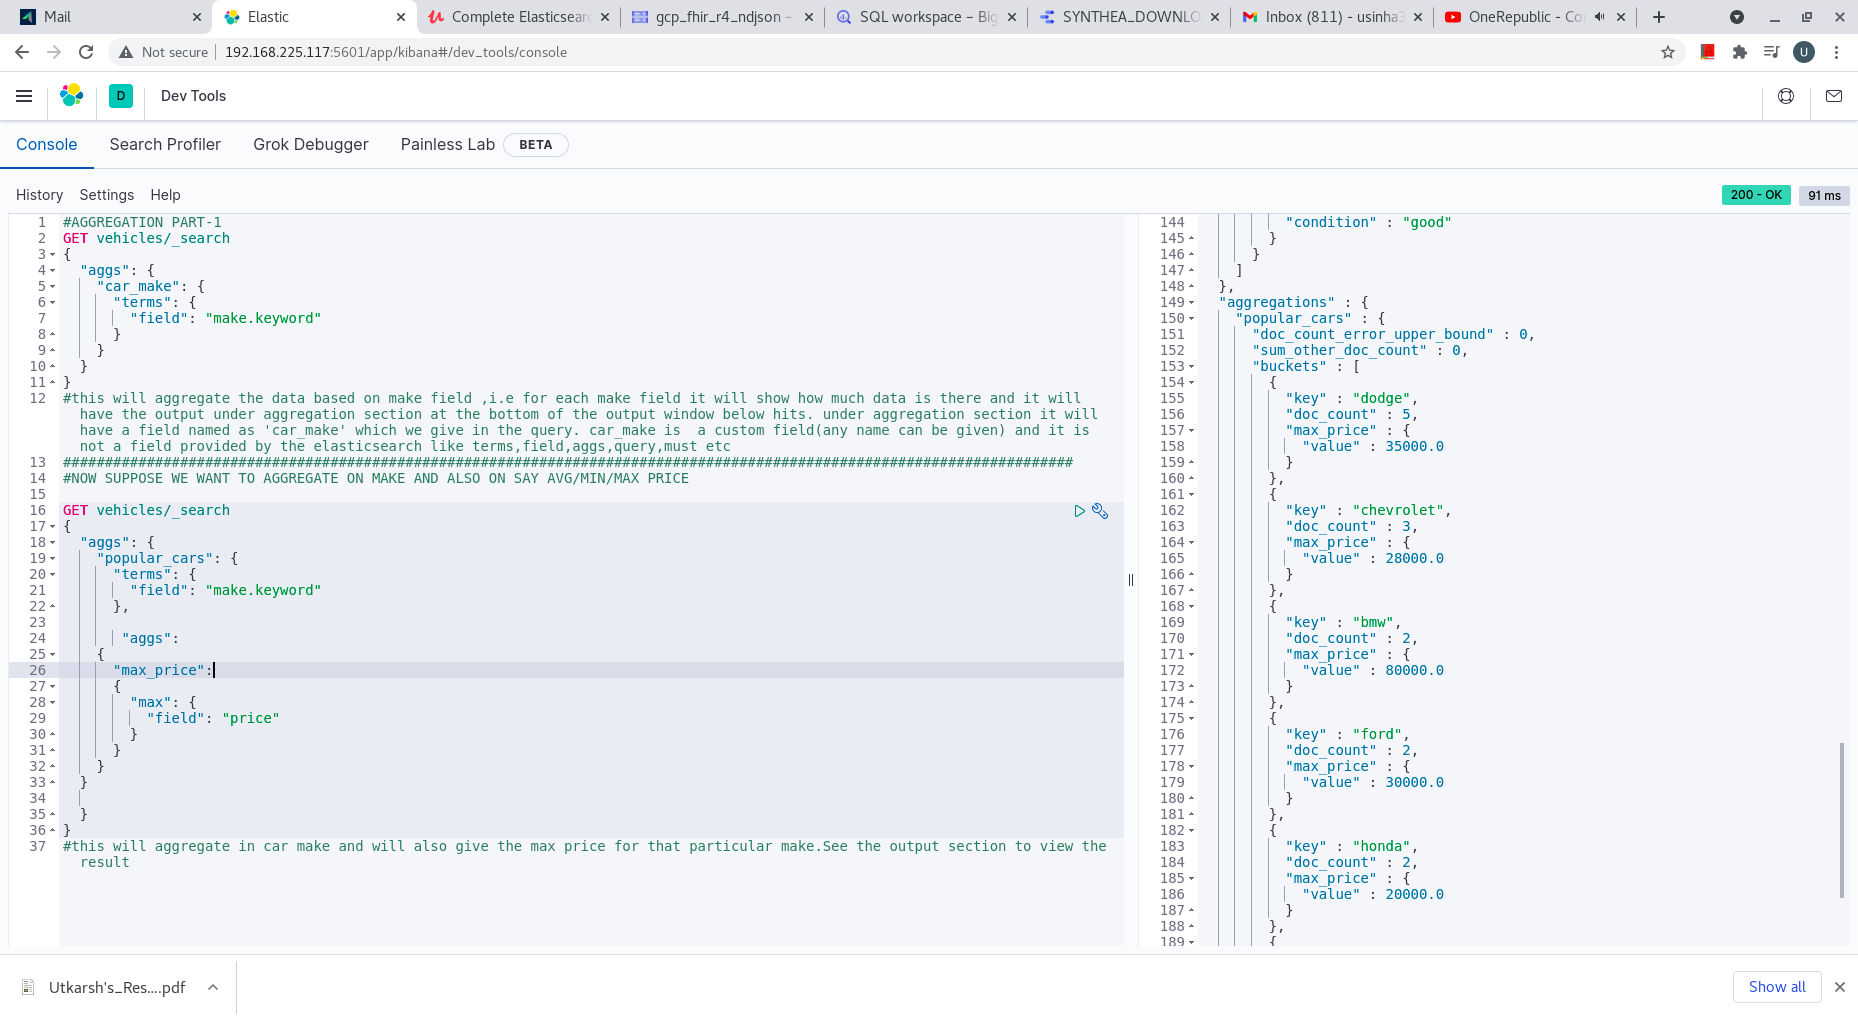 Mail
Elastic
Complete Elasticsear
gcp_fhir_r4_ndjson –
SQL workspace – Big
SYNTHEA_DOWNLO
Inbox (811) - usinha3
OneRepublic - Co
Not secure
192.168.225.117:5601/app/kibana#/dev_tools/console
U
D
Dev Tools
Console
Search Profiler
Grok Debugger
Painless Lab
BETA
History
Settings
Help
200 - OK
91 ms
1 #AGGREGATION PART-1
2 GET vehicles/_search
3 {
4 "aggs": {
5 "car_make": {
6 "terms": {
7 "field": "make.keyword"
8 }
9 }
10 }
11 }
12 #this will aggregate the data based on make field ,i.e for each make field it will show how much data is there and it will
have the output under aggregation section at the bottom of the output window below hits. under aggregation section it will
have a field named as 'car_make' which we give in the query. car_make is  a custom field(any name can be given) and it is
not a field provided by the elasticsearch like terms,field,aggs,query,must etc
13 #########################################################################################################################
14 #NOW SUPPOSE WE WANT TO AGGREGATE ON MAKE AND ALSO ON SAY AVG/MIN/MAX PRICE
15
16 GET vehicles/_search
17 {
18 "aggs": {
19 "popular_cars": {
20 "terms": {
21 "field": "make.keyword"
22 },
23
24 "aggs":
25 {
26 "max_price":
27 {
28 "max": {
29 "field": "price"
30 }
31 }
32 }
33 }
34
35 }
36 }
37 #this will aggregate in car make and will also give the max price for that particular make.See the output section to view the
result
144 "condition" : "good"
145 }
146 }
147 ]
148 },
149 "aggregations" : {
150 "popular_cars" : {
151 "doc_count_error_upper_bound" : 0,
152 "sum_other_doc_count" : 0,
153 "buckets" : [
154 {
155 "key" : "dodge",
156 "doc_count" : 5,
157 "max_price" : {
158 "value" : 35000.0
159 }
160 },
161 {
162 "key" : "chevrolet",
163 "doc_count" : 3,
164 "max_price" : {
165 "value" : 28000.0
166 }
167 },
168 {
169 "key" : "bmw",
170 "doc_count" : 2,
171 "max_price" : {
172 "value" : 80000.0
173 }
174 },
175 {
176 "key" : "ford",
177 "doc_count" : 2,
178 "max_price" : {
179 "value" : 30000.0
180 }
181 },
182 {
183 "key" : "honda",
184 "doc_count" : 2,
185 "max_price" : {
186 "value" : 20000.0
187 }
188 },
189 {
Utkarsh's_Res....pdf
Show all